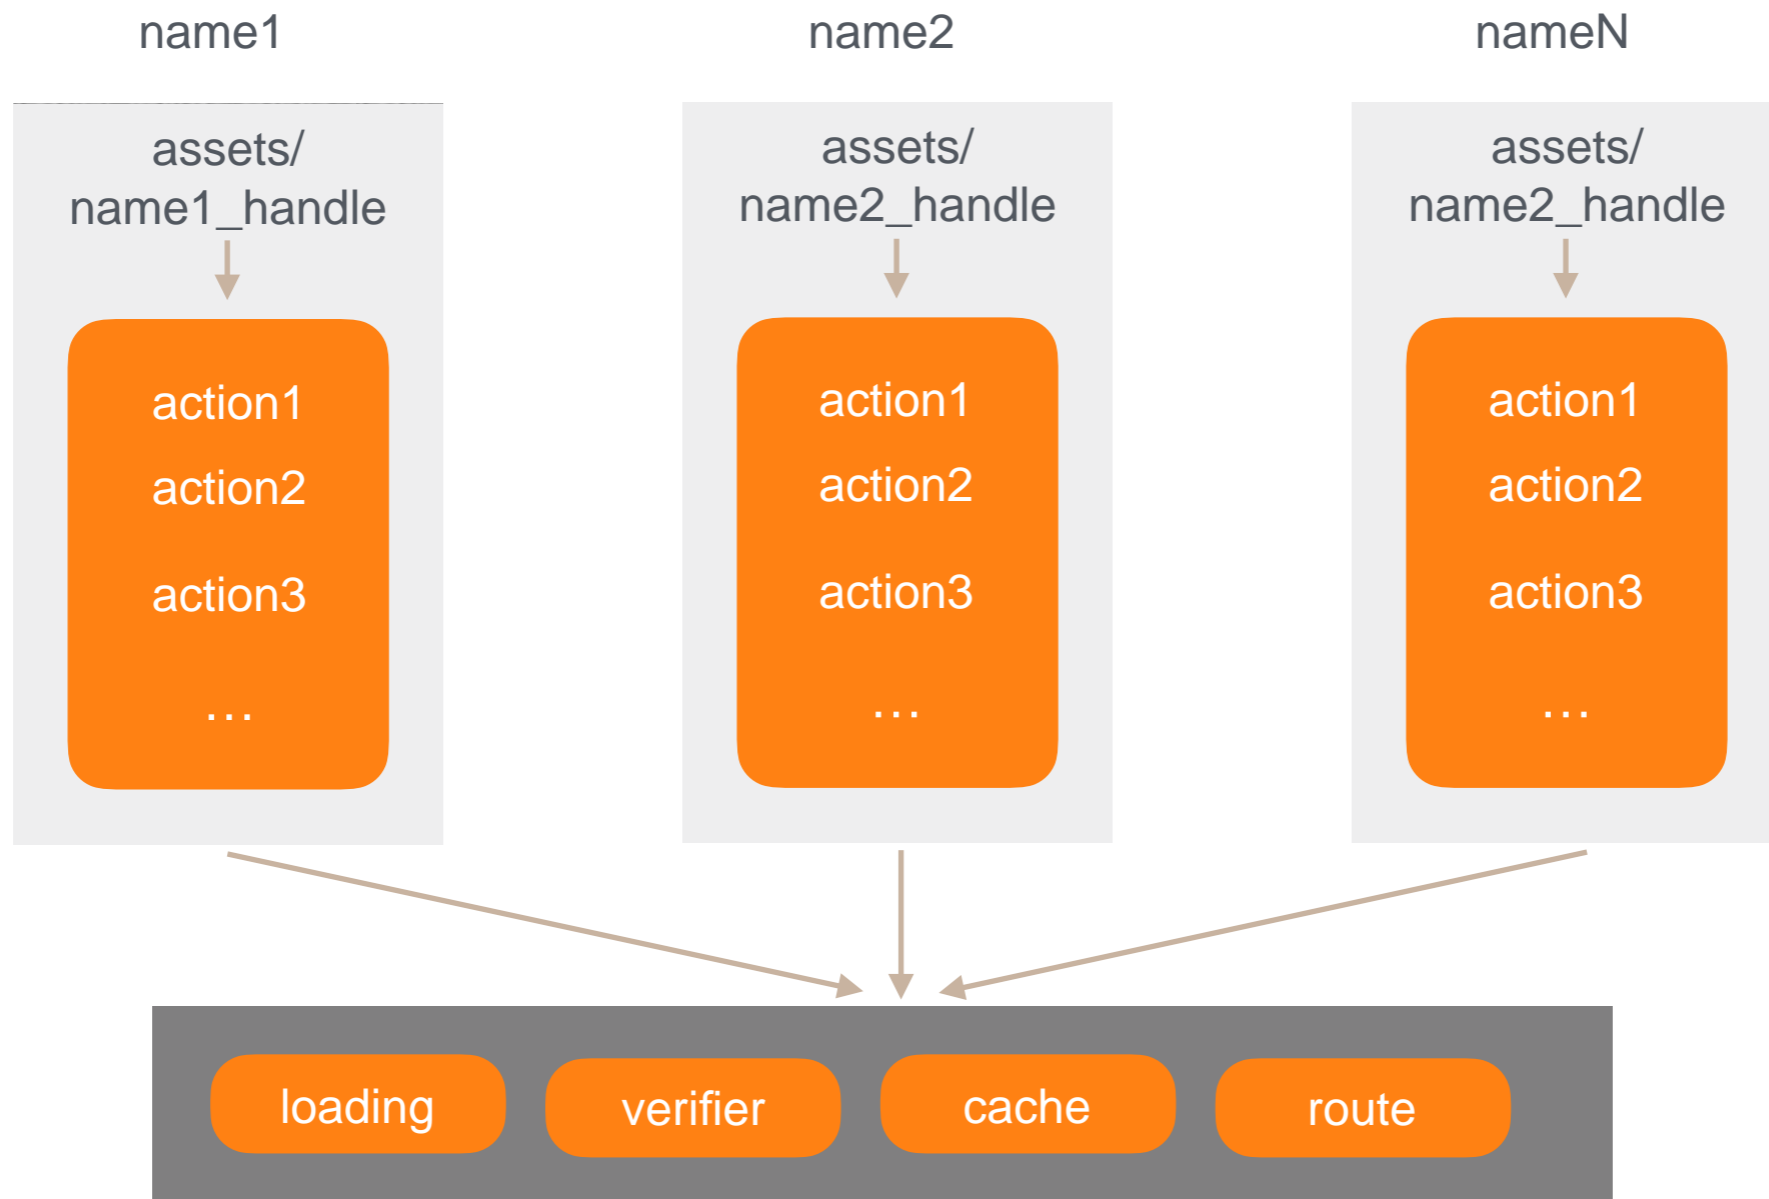 name1
name2
nameN
assets/
name1_handle
action1
action2
action3
...
assets/
name2_handle
action1
action2
action3
...
assets/
name2_handle
action1
action2
action3
...
loading
verifier
cache
route